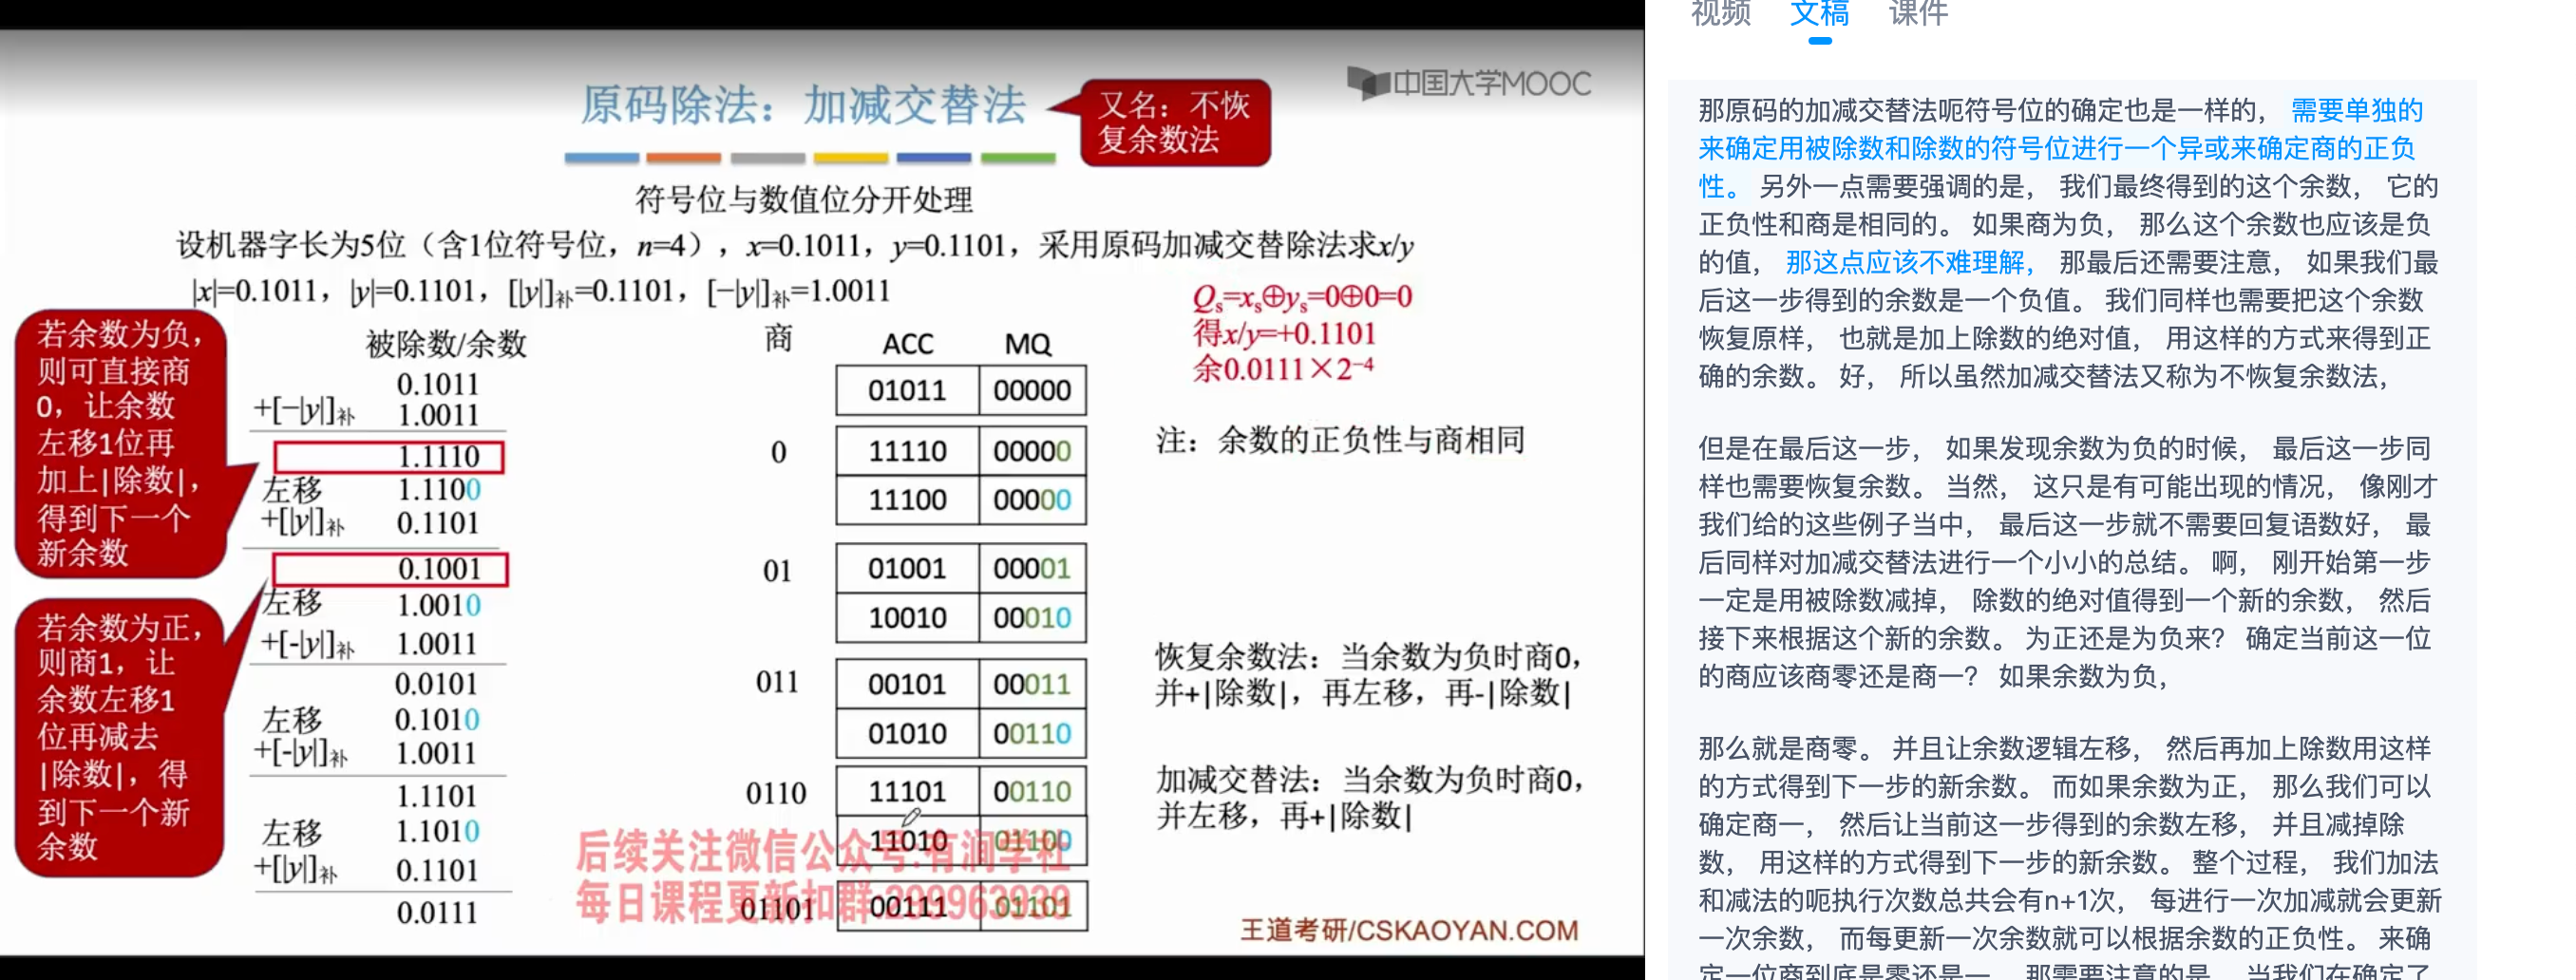 中国大学MOOC
原码除法：加减交替法
又名：不恢
复余数法
符号位与数值位分开处理
设机器字长为5位（含1位符号位，n=4），x=0.1011，y=0.1101，采用原码加减交替除法求x/y
|x|=0.1011，|y|=0.1101，[|y|]补=0.1101，[−|y|]补=1.0011
Qs=xs⊕ys=0⊕0=0
得x/y=+0.1101
余0.0111×2⁻⁴
若余数为负，
则可直接商
0，让余数
左移1位再
加上|除数|，
得到下一个
新余数
若余数为正，
则商1，让
余数左移1
位再减去
|除数|，得
到下一个新
余数
被除数/余数
0.1011
+[−|y|]补 1.0011
1.1110
左移 1.1100
+[|y|]补 0.1101
0.1001
左移 1.0010
+[-|y|]补 1.0011
0.0101
左移 0.1010
+[-|y|]补 1.0011
1.1101
左移 1.1010
+[|y|]补 0.1101
0.0111
商 ACC MQ
01011 00000
0 11110 00000
11100 00000
01 01001 00001
10010 00010
011 00101 00011
01010 00110
0110 11101 00110
11010 01100
01101 00111 01101
注：余数的正负性与商相同
恢复余数法：当余数为负时商0，
并+|除数|，再左移，再-|除数|
加减交替法：当余数为负时商0，
并左移，再+|除数|
后续关注微信公众号:有润学社
每日课程更新扣群:299963939
王道考研/CSKAOYAN.COM
视频 文稿 课件
那原码的加减交替法呃符号位的确定也是一样的， 需要单独的
来确定用被除数和除数的符号位进行一个异或来确定商的正负
性。 另外一点需要强调的是， 我们最终得到的这个余数， 它的
正负性和商是相同的。 如果商为负， 那么这个余数也应该是负
的值， 那这点应该不难理解， 那最后还需要注意， 如果我们最
后这一步得到的余数是一个负值。 我们同样也需要把这个余数
恢复原样， 也就是加上除数的绝对值， 用这样的方式来得到正
确的余数。 好， 所以虽然加减交替法又称为不恢复余数法，
但是在最后这一步， 如果发现余数为负的时候， 最后这一步同
样也需要恢复余数。 当然， 这只是有可能出现的情况， 像刚才
我们给的这些例子当中， 最后这一步就不需要回复语数好， 最
后同样对加减交替法进行一个小小的总结。 啊， 刚开始第一步
一定是用被除数减掉， 除数的绝对值得到一个新的余数， 然后
接下来根据这个新的余数。 为正还是为负来？ 确定当前这一位
的商应该商零还是商一？ 如果余数为负，
那么就是商零。 并且让余数逻辑左移， 然后再加上除数用这样
的方式得到下一步的新余数。 而如果余数为正， 那么我们可以
确定商一， 然后让当前这一步得到的余数左移， 并且减掉除
数， 用这样的方式得到下一步的新余数。 整个过程， 我们加法
和减法的呃执行次数总共会有n+1次， 每进行一次加减就会更新
一次余数， 而每更新一次余数就可以根据余数的正负性。 来确
定一位商到底是零还是一， 那需要注意的是， 当我们在确定了